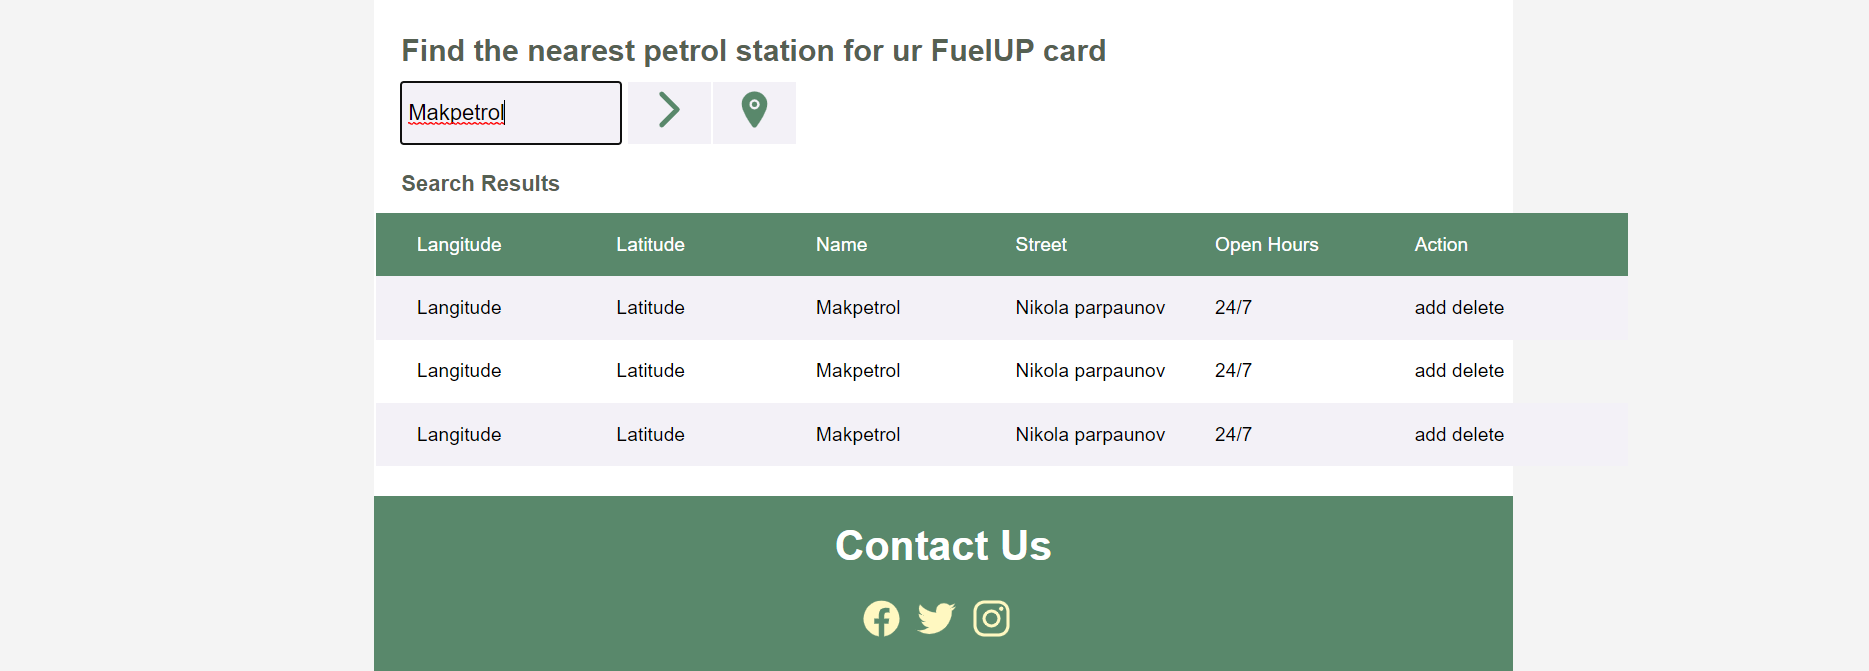 Find the nearest petrol station for ur FuelUP card
Makpetrol
Search Results
Langitude Latitude Name Street Open Hours Action
Langitude Latitude Makpetrol Nikola parpaunov 24/7 add delete
Langitude Latitude Makpetrol Nikola parpaunov 24/7 add delete
Langitude Latitude Makpetrol Nikola parpaunov 24/7 add delete
Contact Us